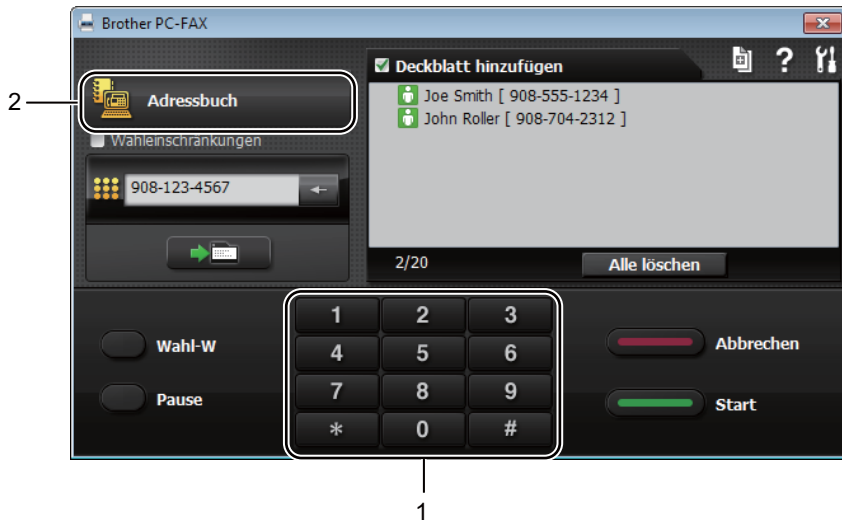 Brother PC-FAX
2
Adressbuch
Wahleinschränkungen
908-123-4567
Deckblatt hinzufügen
?
Joe Smith [ 908-555-1234 ]
John Roller [ 908-704-2312 ]
2/20
Alle löschen
Wahl-W
Pause
1 2 3
4 5 6
7 8 9
* 0 #
Abbrechen
Start
1